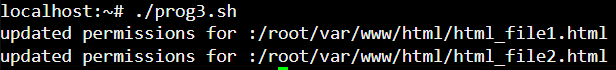 localhost:~# ./prog3.sh
updated permissions for :/root/var/www/html/html_file1.html
updated permissions for :/root/var/www/html/html_file2.html